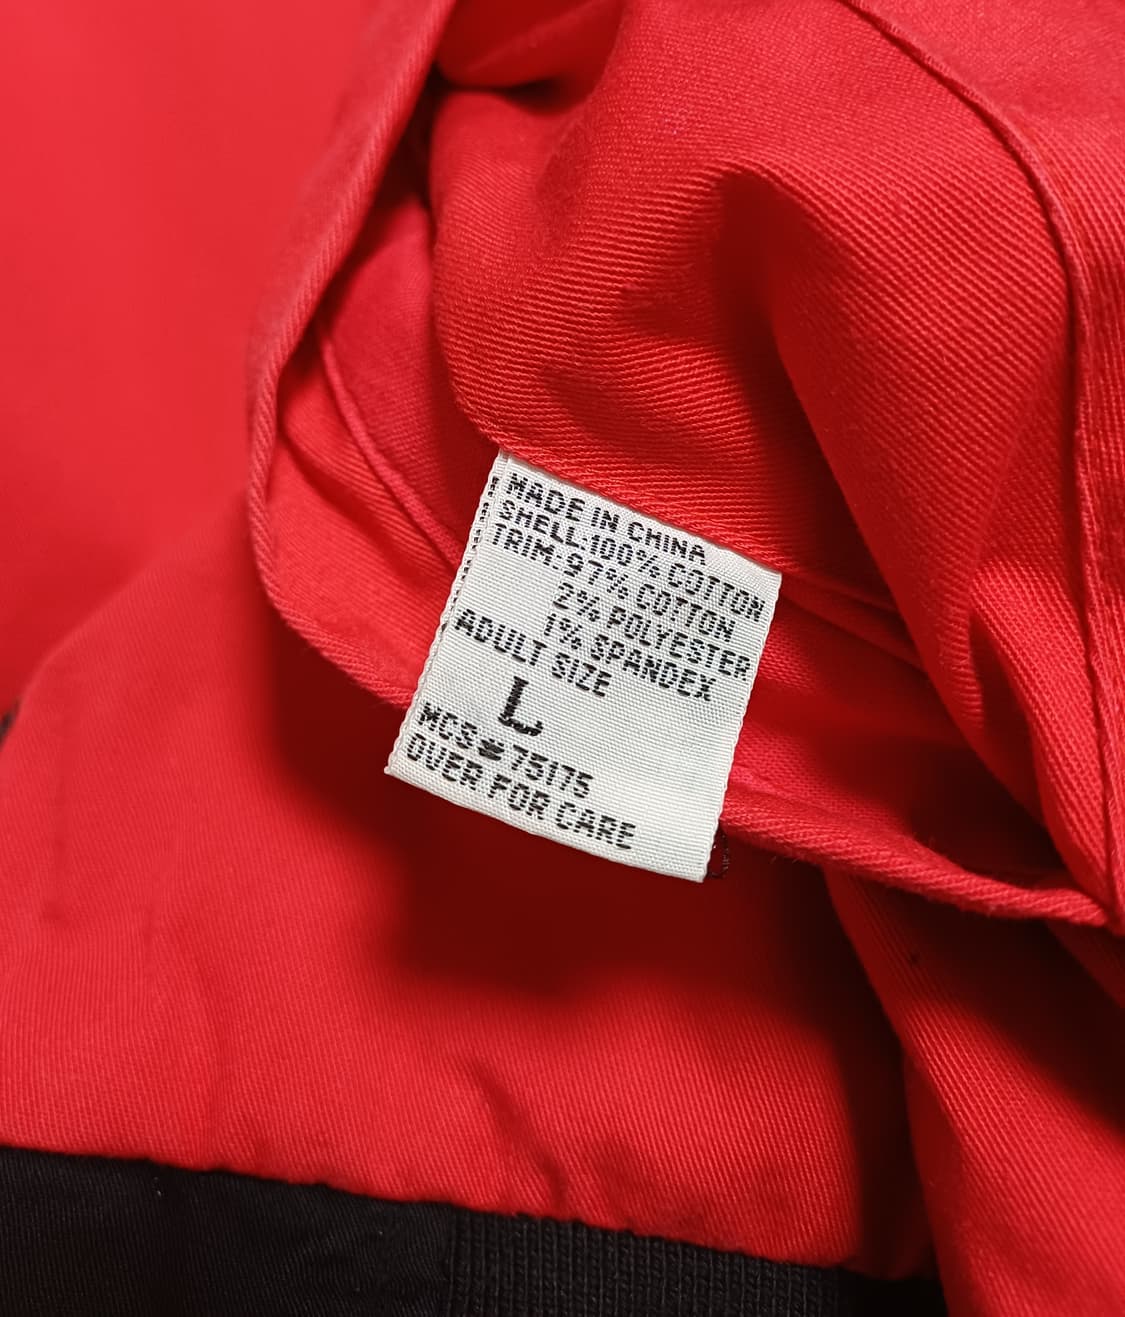 MADE IN CHINA
SHELL:100% COTTON
TRIM:97% COTTON
2% POLYESTER
1% SPANDEX
ADULT SIZE
L
MCS#75175
OVER FOR CARE